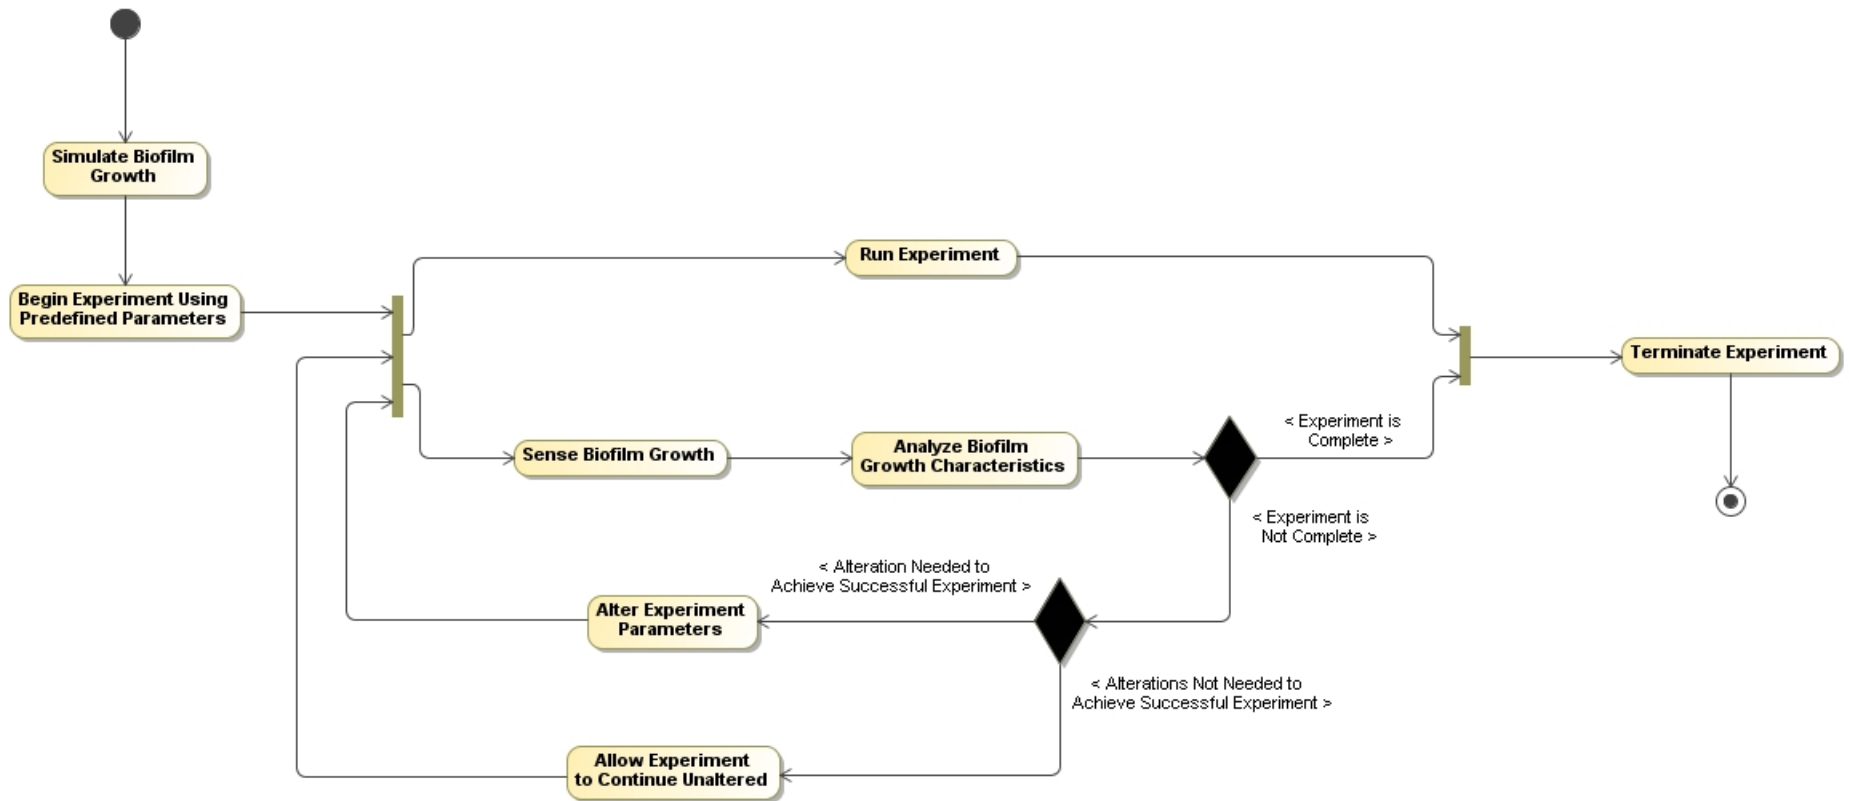 Simulate Biofilm
Growth
Begin Experiment Using
Predefined Parameters
Run Experiment
Terminate Experiment
Sense Biofilm Growth
Analyze Biofilm
Growth Characteristics
< Experiment is
Complete >
< Experiment is
Not Complete >
< Alteration Needed to
Achieve Successful Experiment >
Alter Experiment
Parameters
< Alterations Not Needed to
Achieve Successful Experiment >
Allow Experiment
to Continue Unaltered